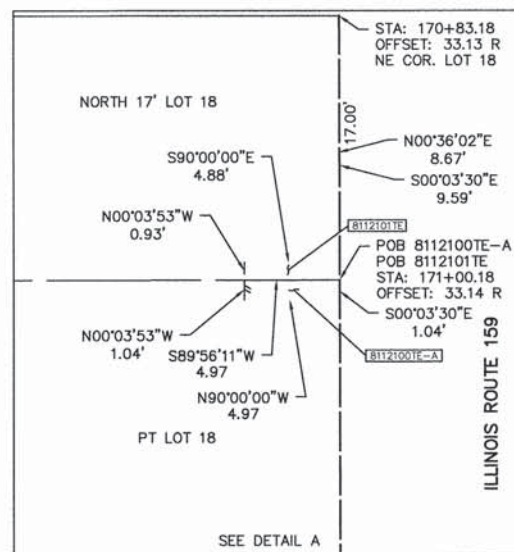 STA: 170+83.18
OFFSET: 33.13 R
NE COR. LOT 18
NORTH 17' LOT 18
17.00'
N00°36'02"E
8.67'
S90°00'00"E
4.88'
S00°03'30"E
9.59'
N00°03'53"W
0.93'
8112101TE
POB 8112100TE-A
POB 8112101TE
STA: 171+00.18
OFFSET: 33.14 R
S00°03'30"E
1.04'
N00°03'53"W
1.04'
S89°56'11"W
4.97
8112100TE-A
N90°00'00"W
4.97
ILLINOIS ROUTE 159
PT LOT 18
SEE DETAIL A